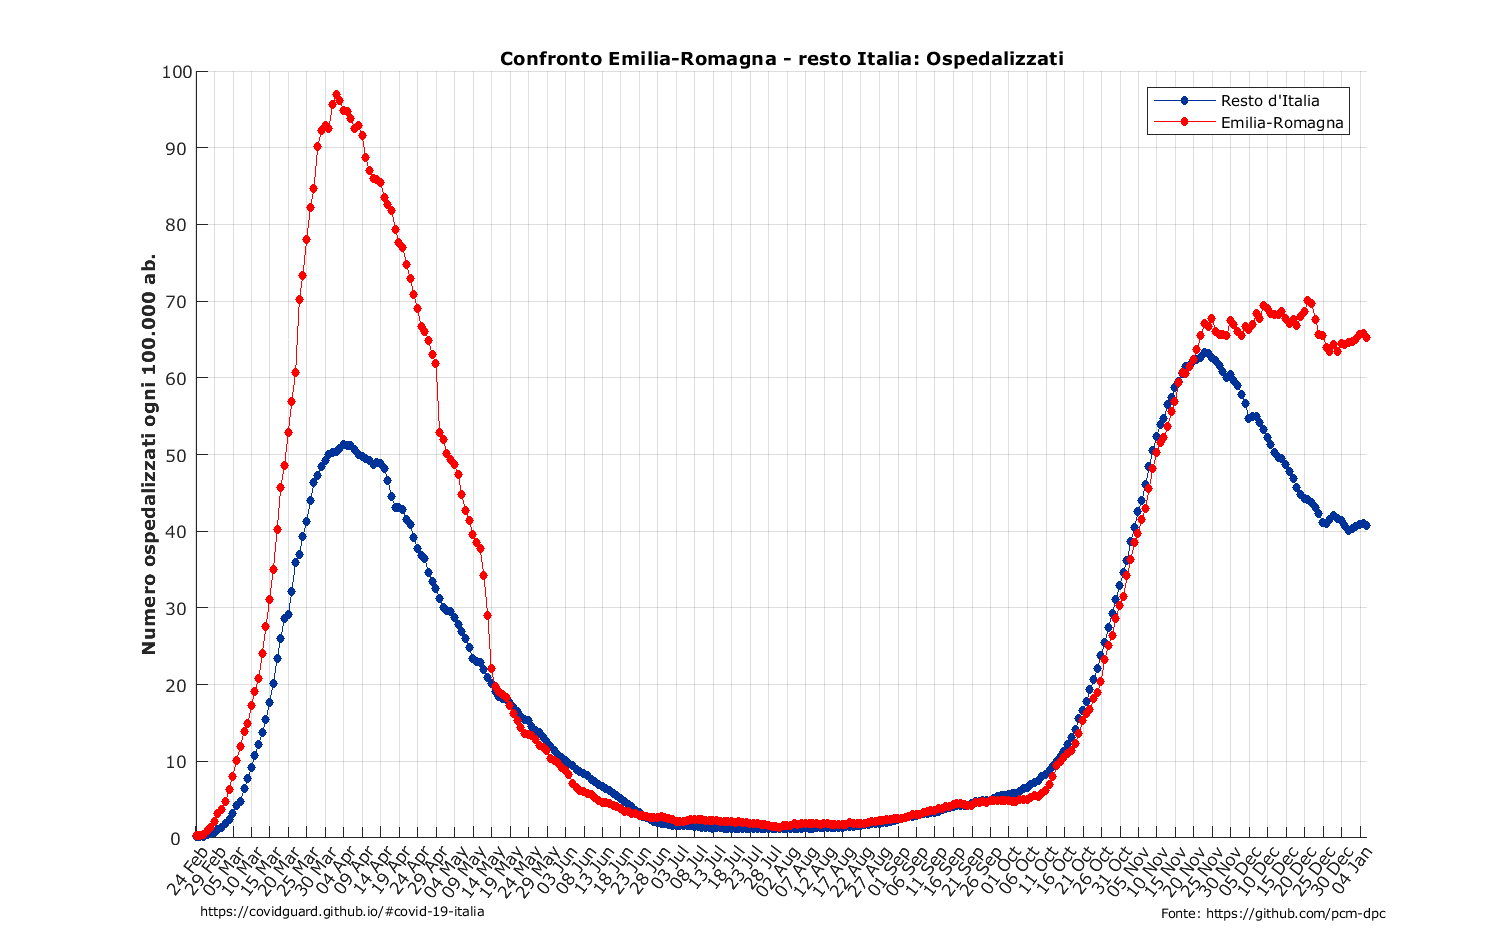 Confronto Emilia-Romagna - resto Italia: Ospedalizzati
Resto d'Italia
Emilia-Romagna
Numero ospedalizzati ogni 100.000 ab.
100
90
80
70
60
50
40
30
20
10
0
24 Feb
29 Feb
05 Mar
10 Mar
15 Mar
20 Mar
25 Mar
30 Mar
04 Apr
09 Apr
14 Apr
19 Apr
24 Apr
29 Apr
04 May
09 May
14 May
19 May
24 May
29 May
03 Jun
08 Jun
13 Jun
18 Jun
23 Jun
28 Jun
03 Jul
08 Jul
13 Jul
18 Jul
23 Jul
28 Jul
02 Aug
07 Aug
12 Aug
17 Aug
22 Aug
27 Aug
01 Sep
06 Sep
11 Sep
16 Sep
21 Sep
26 Sep
01 Oct
06 Oct
11 Oct
16 Oct
21 Oct
26 Oct
31 Oct
05 Nov
10 Nov
15 Nov
20 Nov
25 Nov
30 Nov
05 Dec
10 Dec
15 Dec
20 Dec
25 Dec
30 Dec
04 Jan
https://covidguard.github.io/#covid-19-italia
Fonte: https://github.com/pcm-dpc